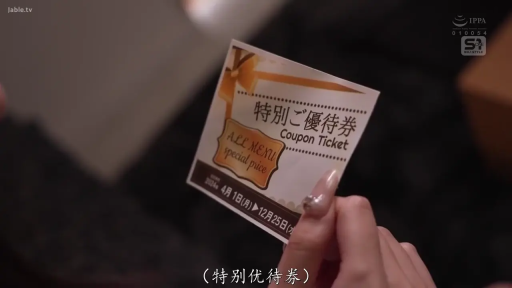 Jable.tv
IPPA
010054
S1
特別ご優待券
Coupon Ticket
ALL MENU
special price
4月1日(月)▶12月25日(
(特别优待券)